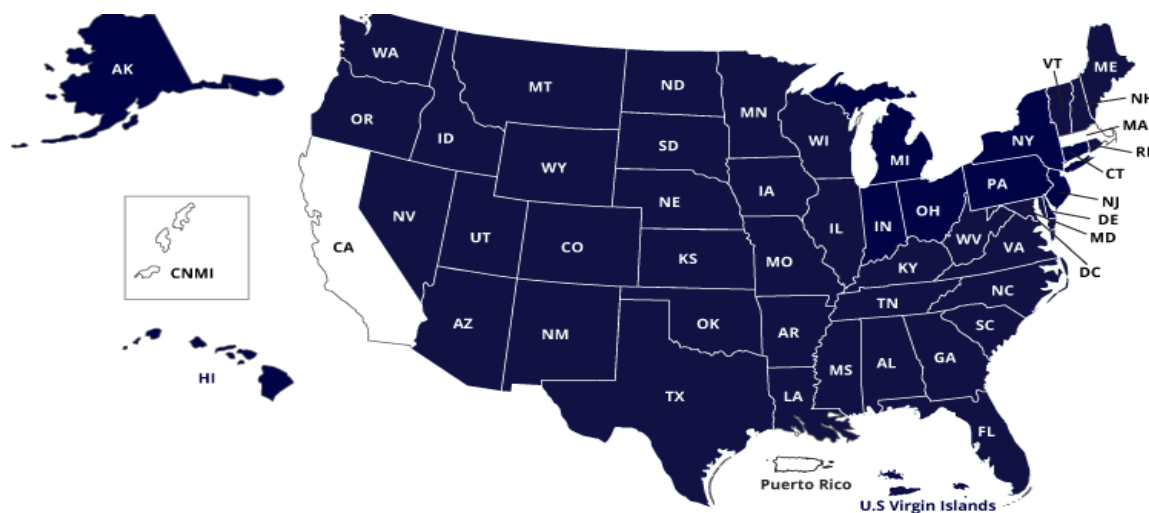 AK
WA
MT
ND
MN
VT
ME
NH
MA
RI
CT
NJ
DE
MD
DC
OR
ID
WY
SD
WI
MI
NY
PA
IA
NE
NV
UT
CO
CA
IL
IN
OH
WV
VA
KS
MO
KY
CNMI
AZ
NM
OK
AR
TN
NC
SC
MS
AL
GA
HI
TX
LA
FL
Puerto Rico
U.S Virgin Islands